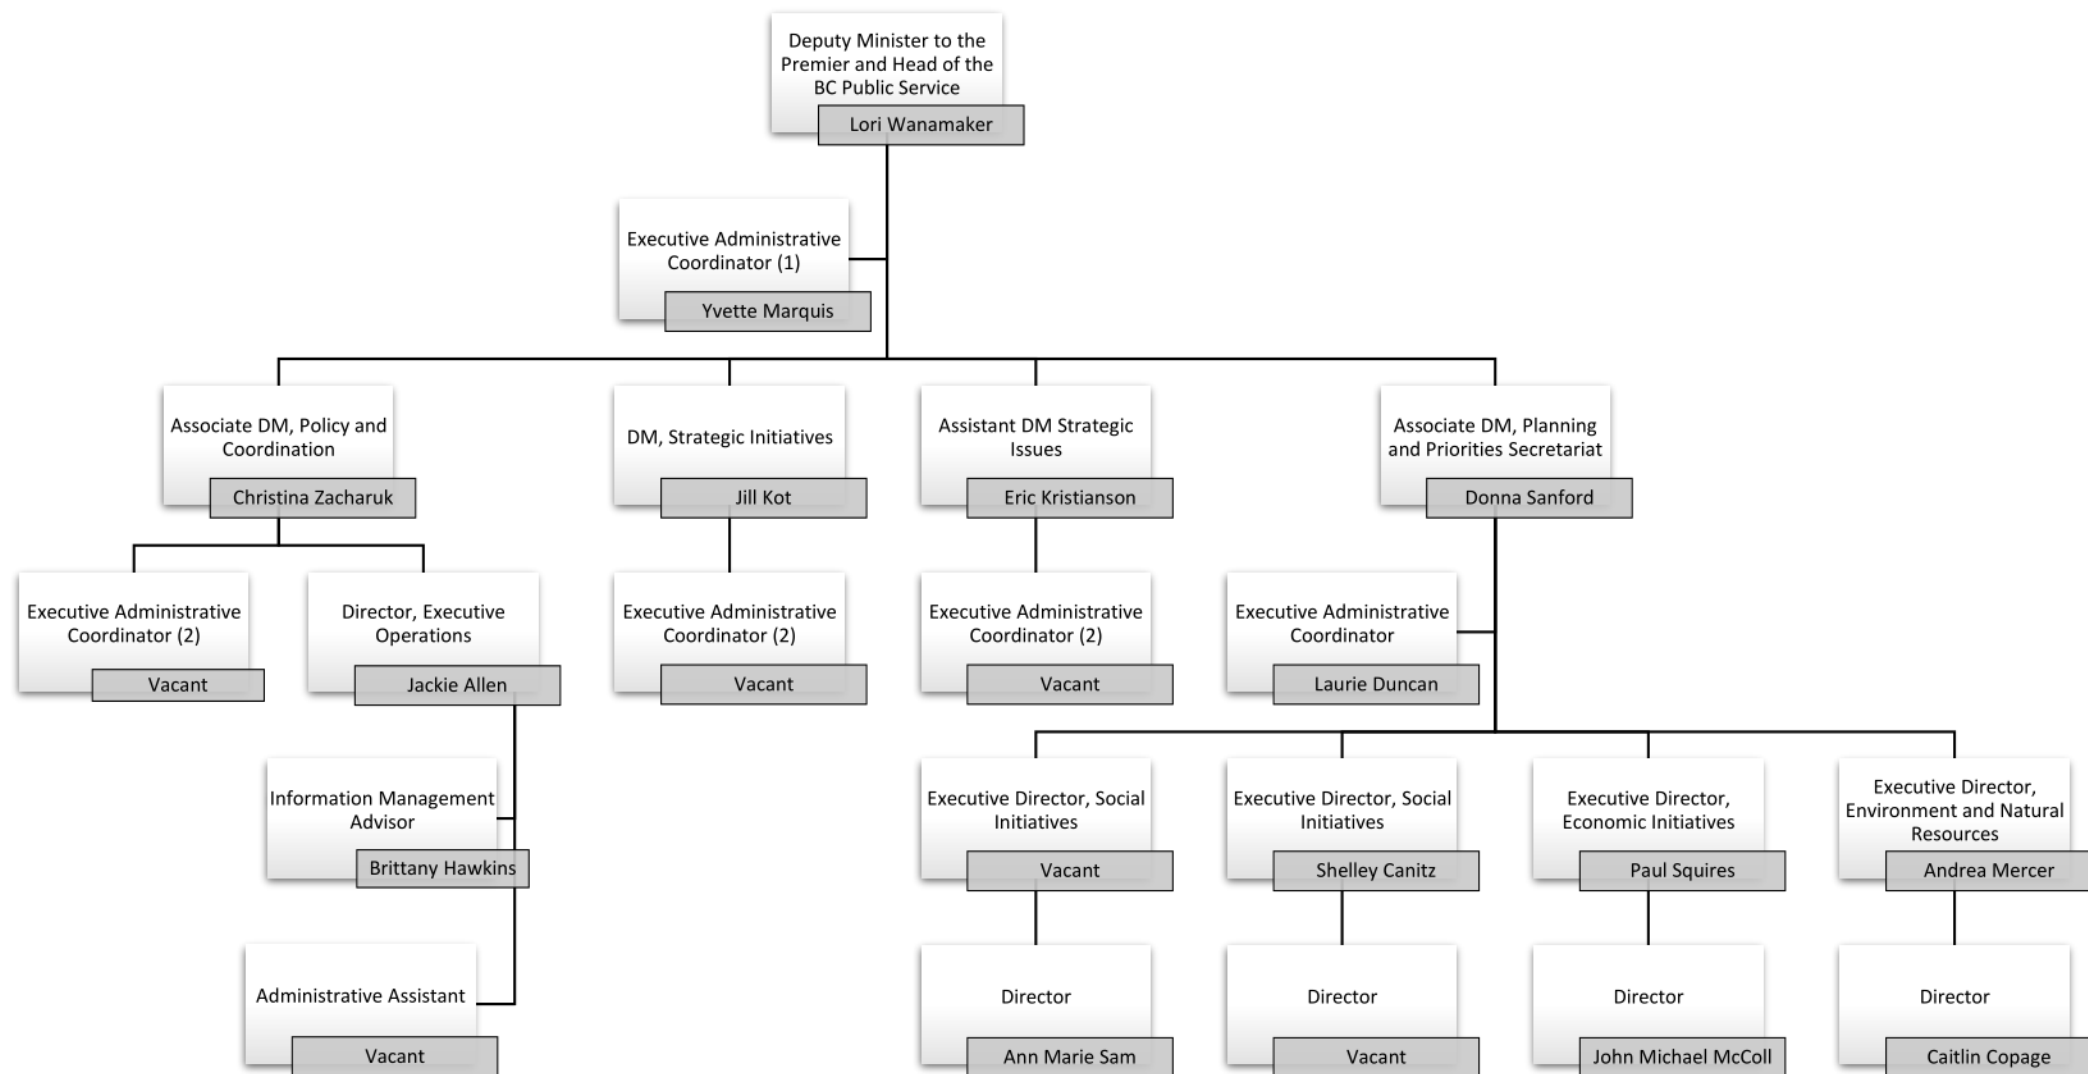 Deputy Minister to the
Premier and Head of the
BC Public Service
Lori Wanamaker
Executive Administrative
Coordinator (1)
Yvette Marquis
Associate DM, Policy and
Coordination
Christina Zacharuk
DM, Strategic Initiatives
Jill Kot
Assistant DM Strategic
Issues
Eric Kristianson
Associate DM, Planning
and Priorities Secretariat
Donna Sanford
Executive Administrative
Coordinator (2)
Vacant
Director, Executive
Operations
Jackie Allen
Executive Administrative
Coordinator (2)
Vacant
Executive Administrative
Coordinator (2)
Vacant
Executive Administrative
Coordinator
Laurie Duncan
Information Management
Advisor
Brittany Hawkins
Executive Director, Social
Initiatives
Vacant
Executive Director, Social
Initiatives
Shelley Canitz
Executive Director,
Economic Initiatives
Paul Squires
Executive Director,
Environment and Natural
Resources
Andrea Mercer
Administrative Assistant
Vacant
Director
Ann Marie Sam
Director
Vacant
Director
John Michael McColl
Director
Caitlin Copage